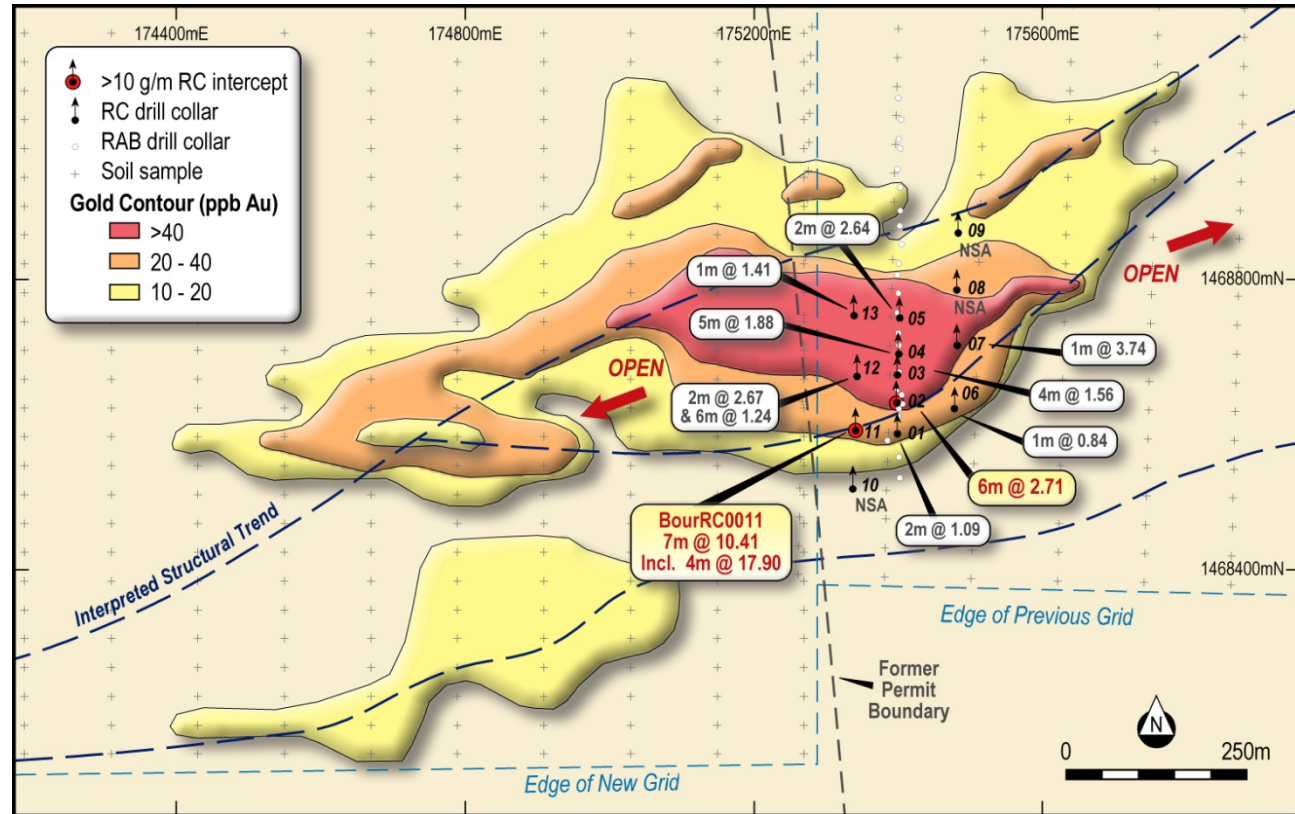 174400mE
174800mE
175200mE
175600mE
>10 g/m RC intercept
RC drill collar
RAB drill collar
Soil sample
Gold Contour (ppb Au)
>40
20 - 40
10 - 20
2m @ 2.64
09
NSA
OPEN
1m @ 1.41
08
NSA
1468800mN
13
05
5m @ 1.88
04
07
1m @ 3.74
OPEN
12
03
4m @ 1.56
2m @ 2.67
& 6m @ 1.24
02
06
11
01
1m @ 0.84
10
NSA
6m @ 2.71
BourRC0011
7m @ 10.41
Incl. 4m @ 17.90
2m @ 1.09
Interpreted Structural Trend
1468400mN
Edge of Previous Grid
Former
Permit
Boundary
N
0
250m
Edge of New Grid